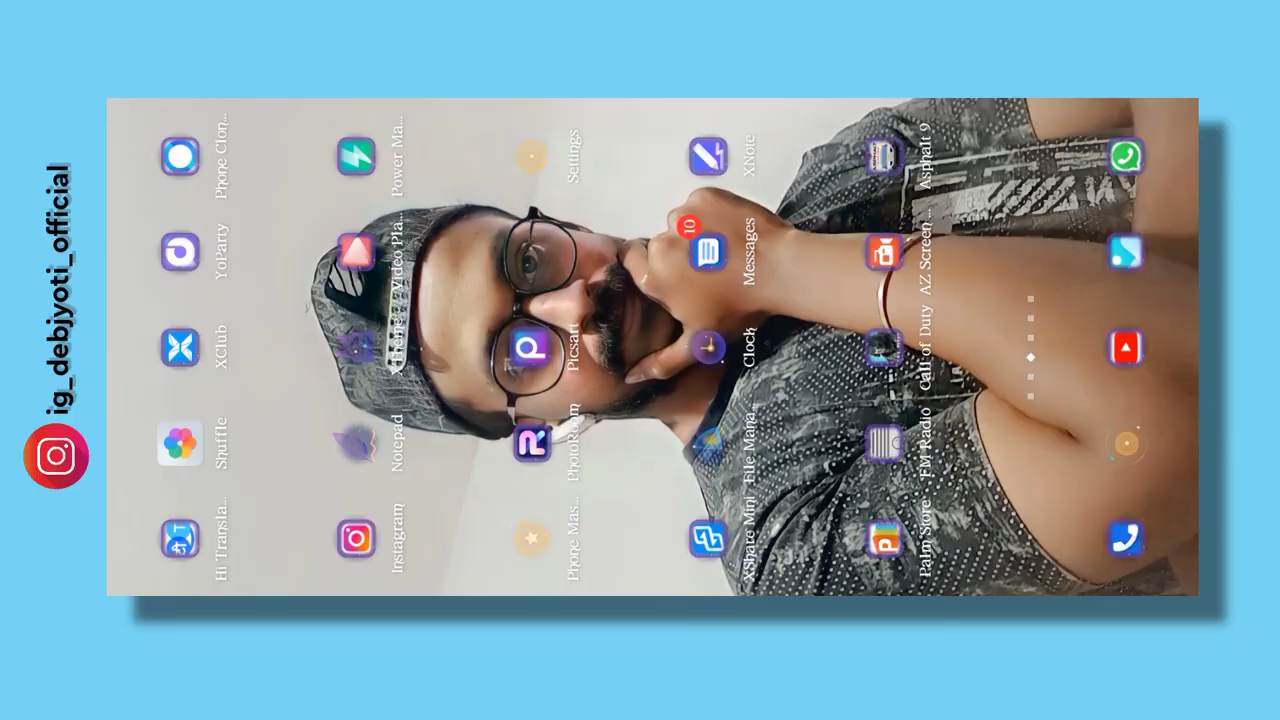 ig_debjyoti_official
Hi Transla...
Shuffle
XClub
YoParty
Phone Clon...
Instagram
Notepad
XTheme
Video Pla...
Power Ma...
Phone Mas...
PhotoRoom
Picsart
Settings
10
XShare Mini
File Mana...
Clock
Messages
XNote
Palm Store
FM Radio
Call of Duty
AZ Screen ...
Asphalt 9